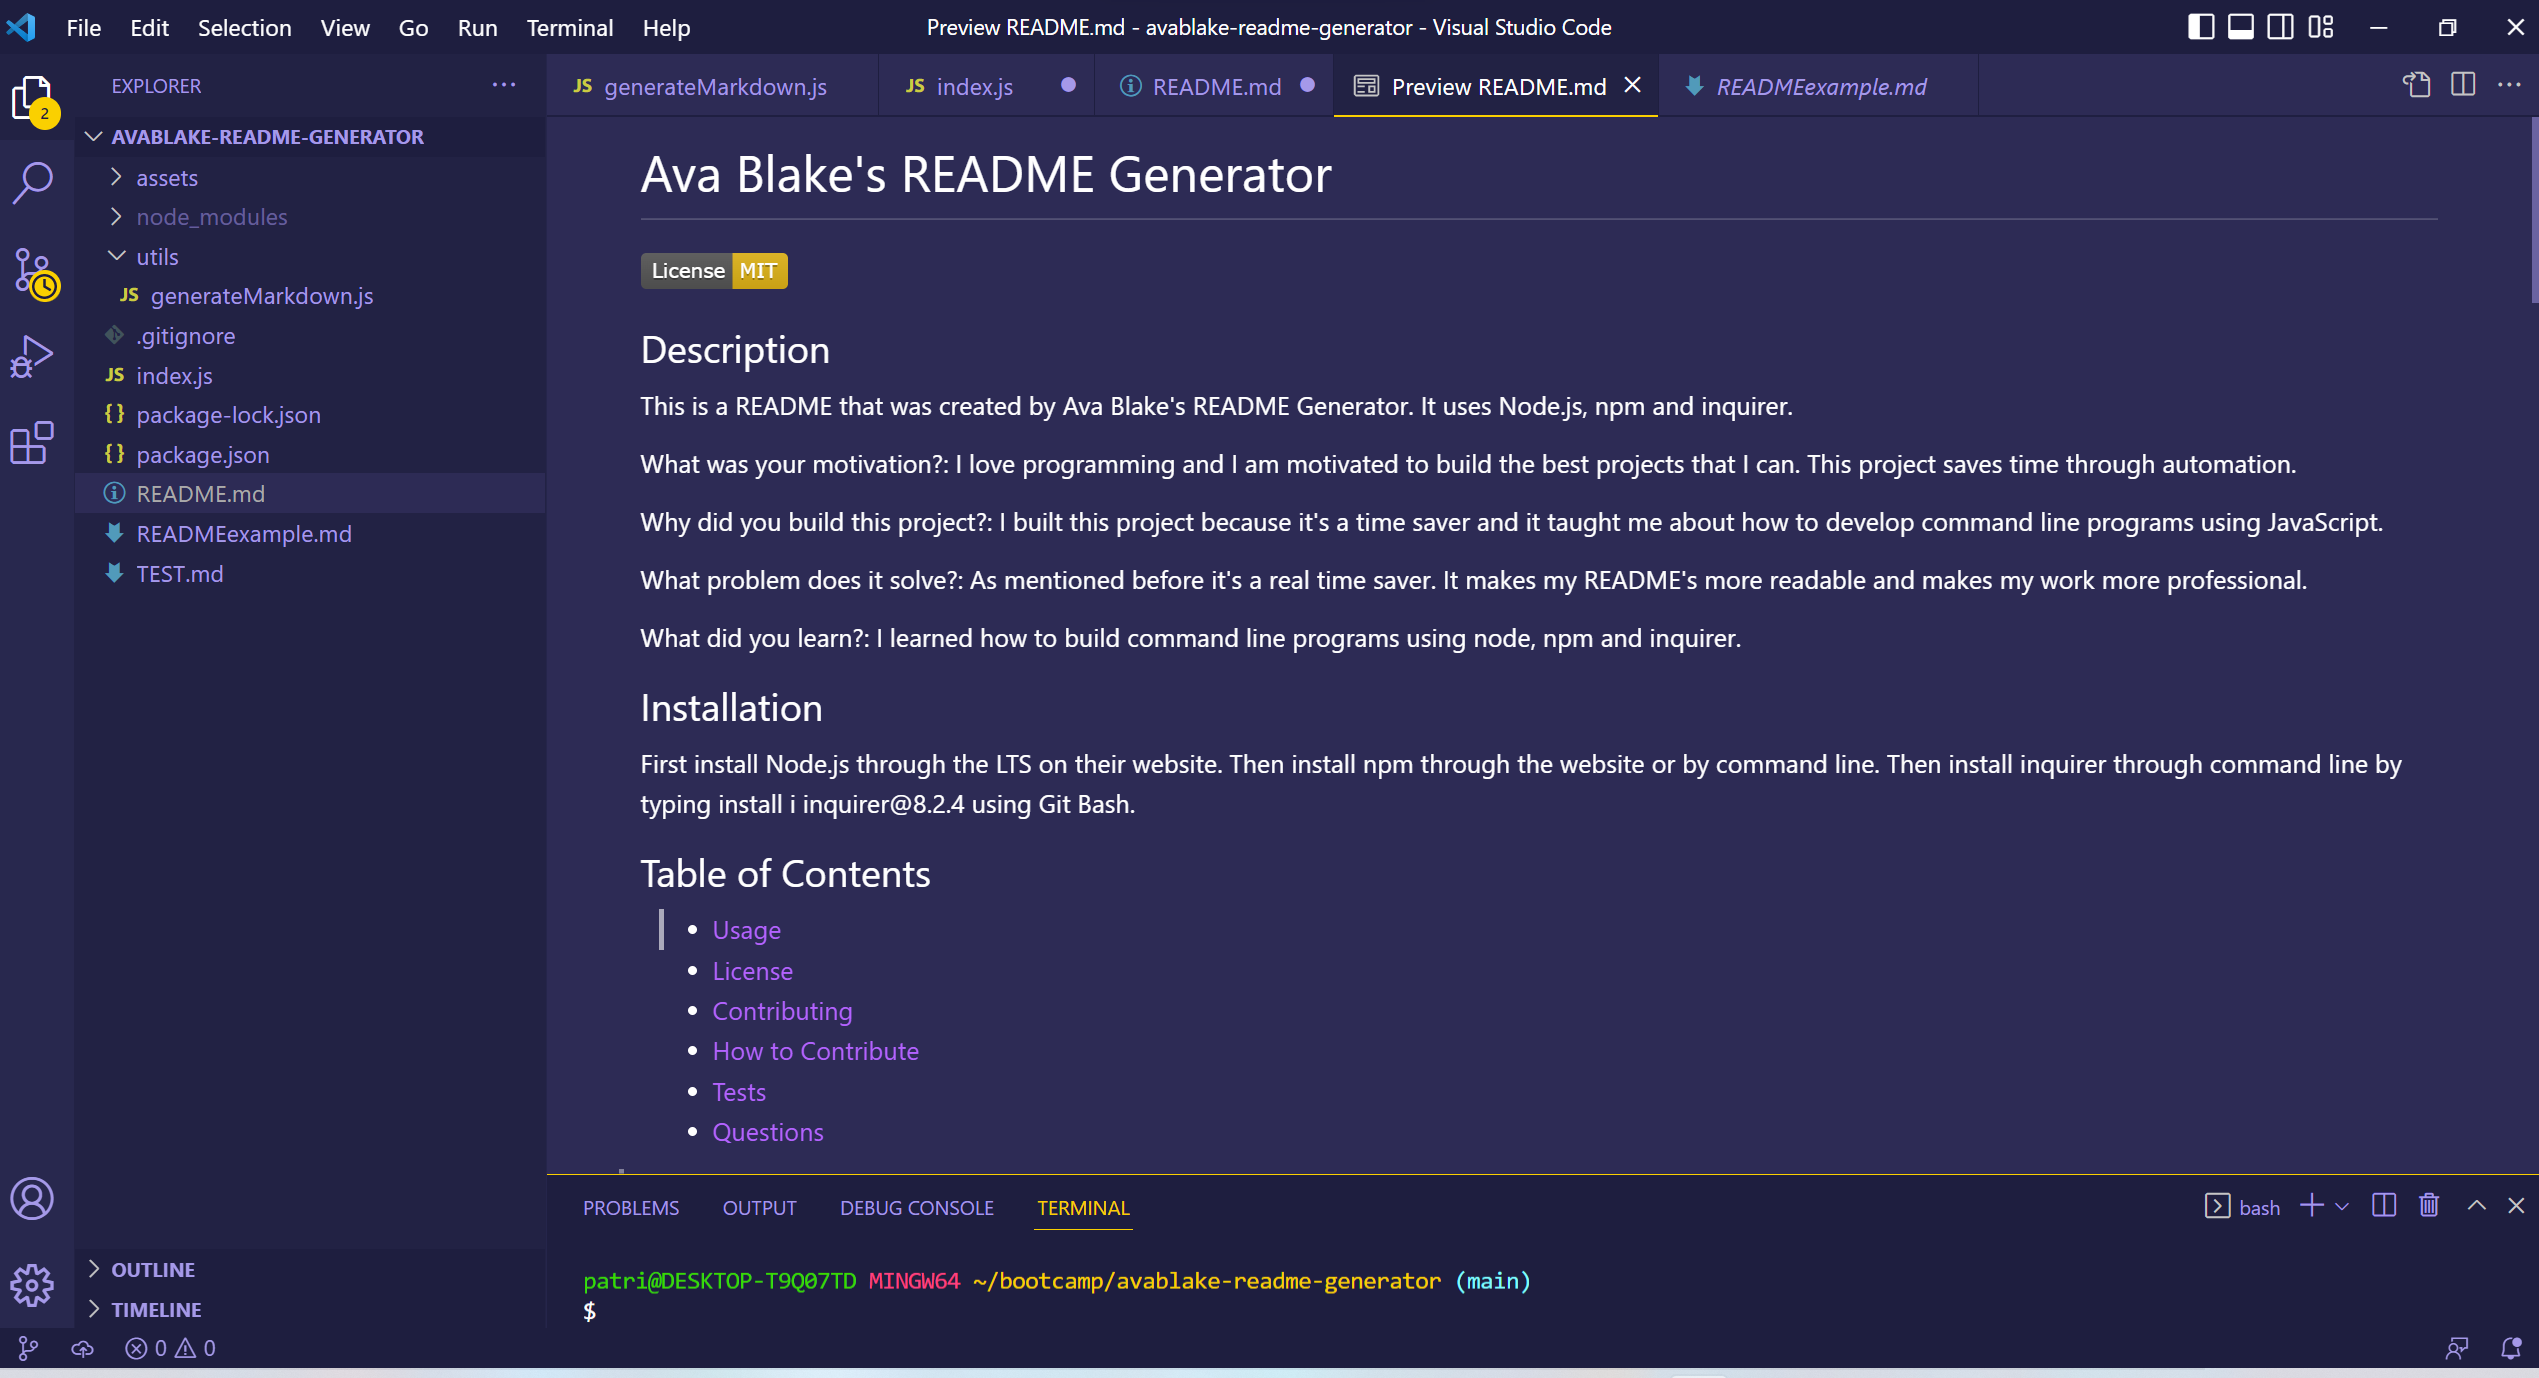 File Edit Selection View Go Run Terminal Help
Preview README.md - avablake-readme-generator - Visual Studio Code
2
EXPLORER
JS generateMarkdown.js
JS index.js
README.md
Preview README.md
READMEexample.md
AVABLAKE-README-GENERATOR
assets
node_modules
utils
JS generateMarkdown.js
.gitignore
JS index.js
{} package-lock.json
{} package.json
README.md
READMEexample.md
TEST.md
OUTLINE
TIMELINE
Ava Blake's README Generator
License MIT
Description
This is a README that was created by Ava Blake's README Generator. It uses Node.js, npm and inquirer.
What was your motivation?: I love programming and I am motivated to build the best projects that I can. This project saves time through automation.
Why did you build this project?: I built this project because it's a time saver and it taught me about how to develop command line programs using JavaScript.
What problem does it solve?: As mentioned before it's a real time saver. It makes my README's more readable and makes my work more professional.
What did you learn?: I learned how to build command line programs using node, npm and inquirer.
Installation
First install Node.js through the LTS on their website. Then install npm through the website or by command line. Then install inquirer through command line by
typing install i inquirer@8.2.4 using Git Bash.
Table of Contents
• Usage
• License
• Contributing
• How to Contribute
• Tests
• Questions
PROBLEMS OUTPUT DEBUG CONSOLE TERMINAL
bash
patri@DESKTOP-T9Q07TD MINGW64 ~/bootcamp/avablake-readme-generator (main)
$
0 0